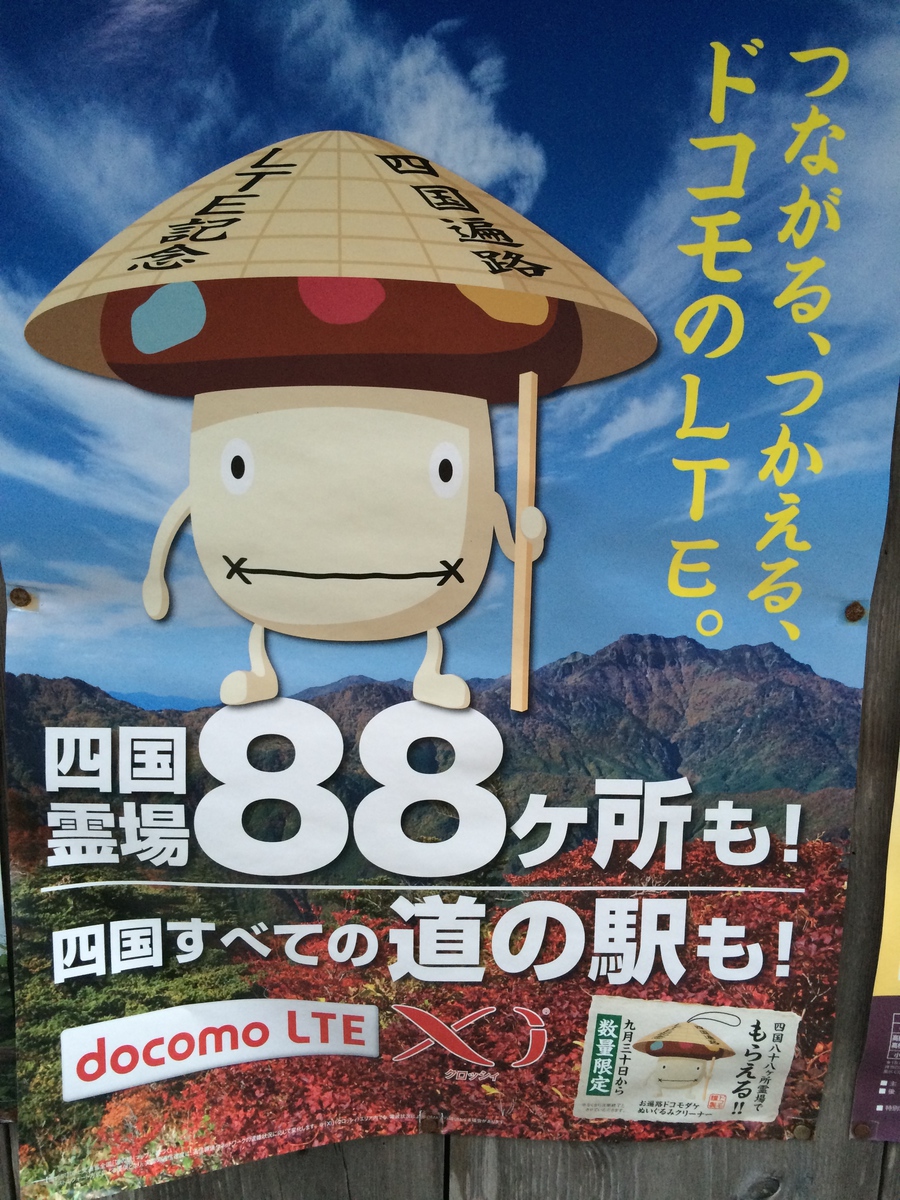 つながる、つかえる、
ドコモのLTE。
四国遍路
LTE記念
四国
霊場
88ヶ所も!
四国すべての道の駅も!
docomo LTE
Xi
クロッシィ
四国八十八ヶ所霊場で
もらえる!!
九月三十日から
数量限定
お遍路ドコモダケ
ぬいぐるみクリーナー